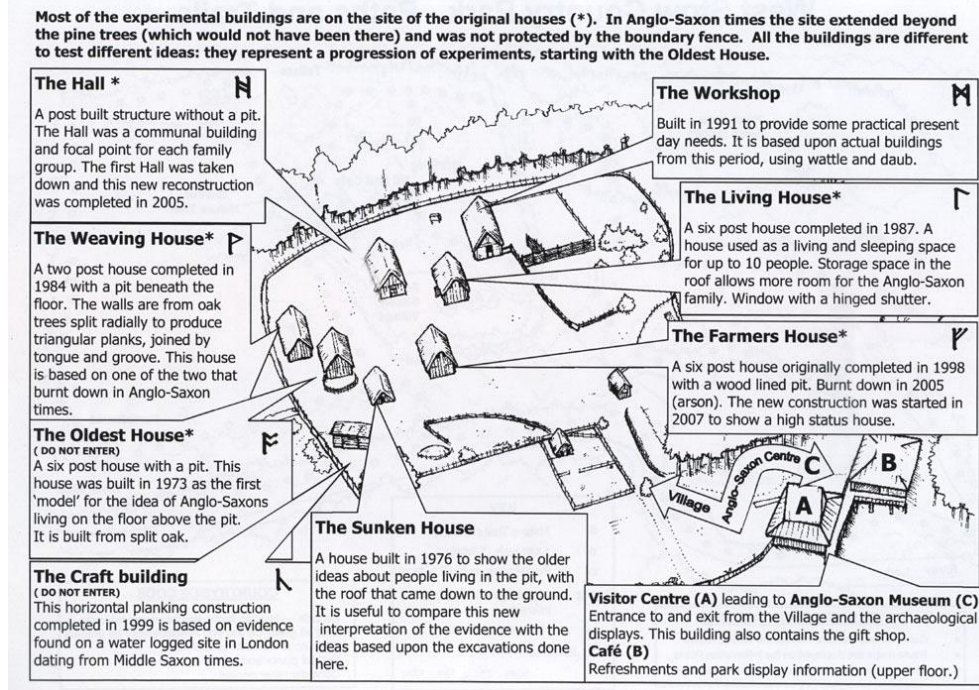 Most of the experimental buildings are on the site of the original houses (*). In Anglo-Saxon times the site extended beyond
the pine trees (which would not have been there) and was not protected by the boundary fence. All the buildings are different
to test different ideas: they represent a progression of experiments, starting with the Oldest House.
The Hall * ᚻ
A post built structure without a pit.
The Hall was a communal building
and focal point for each family
group. The first Hall was taken
down and this new reconstruction
was completed in 2005.
The Weaving House* ᚹ
A two post house completed in
1984 with a pit beneath the
floor. The walls are from oak
trees split radially to produce
triangular planks, joined by
tongue and groove. This house
is based on one of the two that
burnt down in Anglo-Saxon
times.
The Oldest House* ᚩ
( DO NOT ENTER)
A six post house with a pit. This
house was built in 1973 as the first
'model' for the idea of Anglo-Saxons
living on the floor above the pit.
It is built from split oak.
The Craft building ᚳ
( DO NOT ENTER)
This horizontal planking construction
completed in 1999 is based on evidence
found on a water logged site in London
dating from Middle Saxon times.
The Sunken House
A house built in 1976 to show the older
ideas about people living in the pit, with
the roof that came down to the ground.
It is useful to compare this new
interpretation of the evidence with the
ideas based upon the excavations done
here.
The Workshop ᛗ
Built in 1991 to provide some practical present
day needs. It is based upon actual buildings
from this period, using wattle and daub.
The Living House* ᛚ
A six post house completed in 1987. A
house used as a living and sleeping space
for up to 10 people. Storage space in the
roof allows more room for the Anglo-Saxon
family. Window with a hinged shutter.
The Farmers House* ᚠ
A six post house originally completed in 1998
with a wood lined pit. Burnt down in 2005
(arson). The new construction was started in
2007 to show a high status house.
Village
Anglo-Saxon Centre C
A
B
Visitor Centre (A) leading to Anglo-Saxon Museum (C)
Entrance to and exit from the Village and the archaeological
displays. This building also contains the gift shop.
Café (B)
Refreshments and park display information (upper floor.)